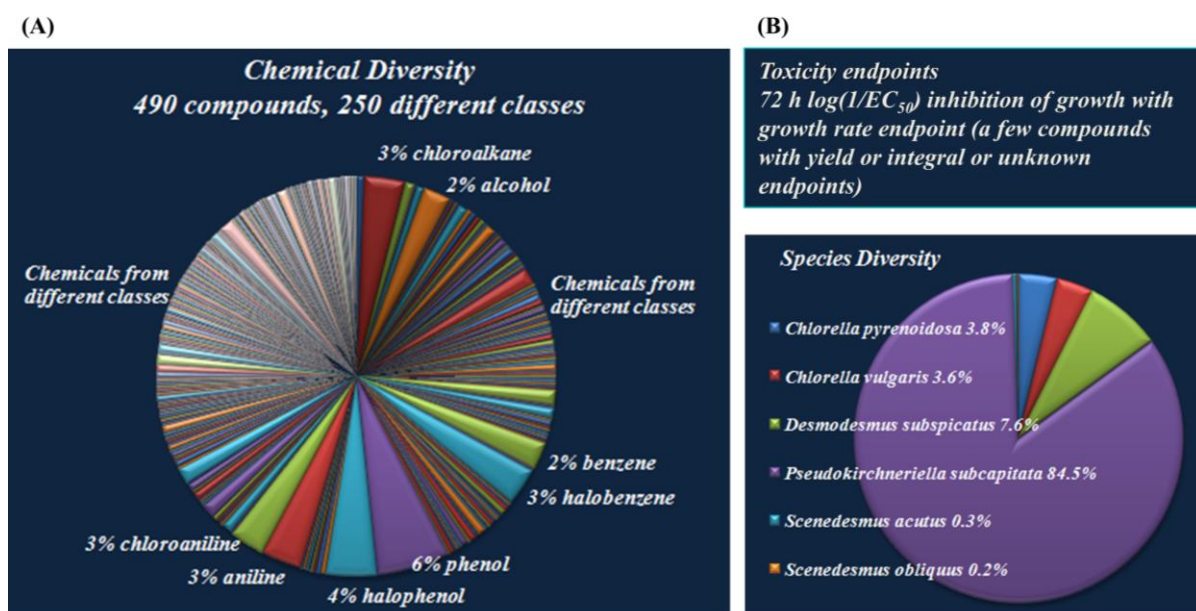 (A)
Chemical Diversity
490 compounds, 250 different classes
3% chloroalkane
2% alcohol
Chemicals from
different classes
Chemicals from
different classes
2% benzene
3% halobenzene
6% phenol
4% halophenol
3% aniline
3% chloroaniline
(B)
Toxicity endpoints
72 h log(1/EC50) inhibition of growth with
growth rate endpoint (a few compounds
with yield or integral or unknown
endpoints)
Species Diversity
Chlorella pyrenoidosa 3.8%
Chlorella vulgaris 3.6%
Desmodesmus subspicatus 7.6%
Pseudokirchneriella subcapitata 84.5%
Scenedesmus acutus 0.3%
Scenedesmus obliquus 0.2%